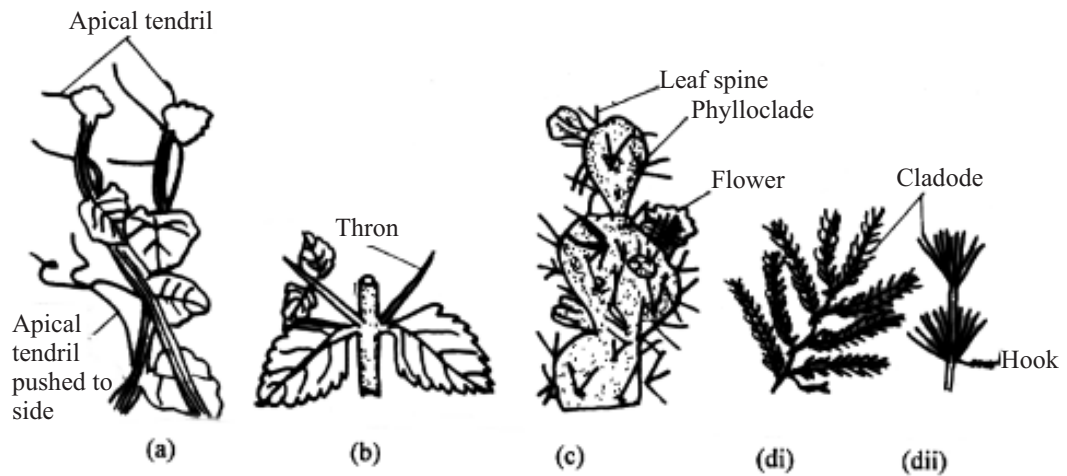 Apical tendril
Leaf spine
Phylloclade
Flower
Cladode
Thron
Apical
tendril
pushed to
side
Hook
(a)
(b)
(c)
(di)
(dii)